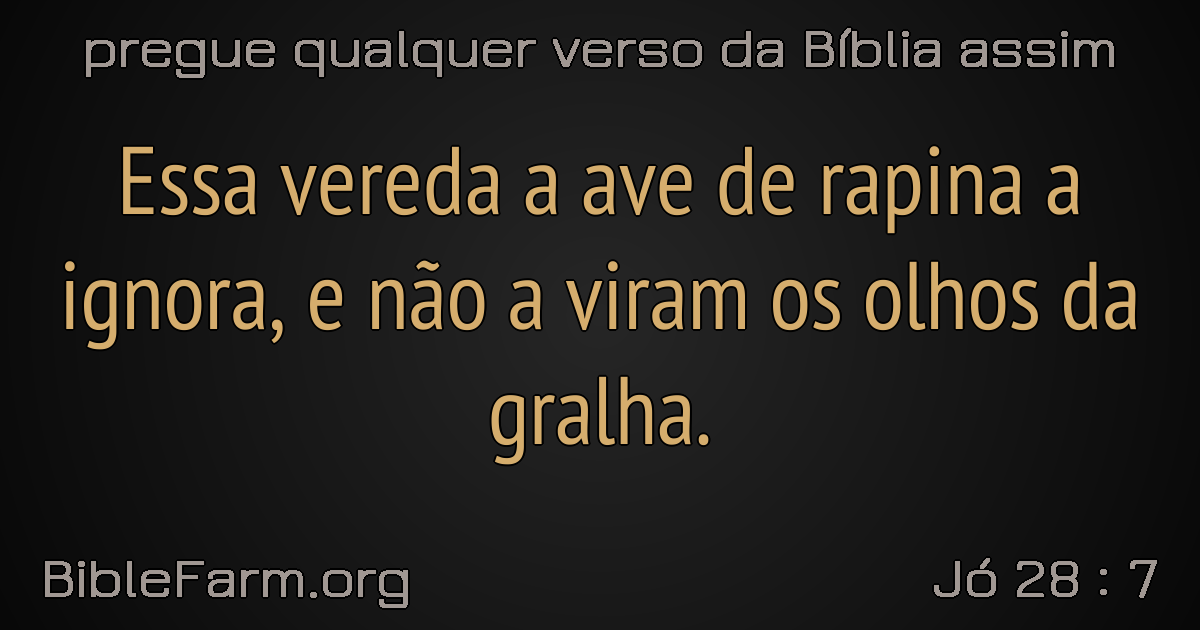 pregue qualquer verso da Bíblia assim
Essa vereda a ave de rapina a
ignora, e não a viram os olhos da
gralha.
BibleFarm.org
Jó 28 : 7